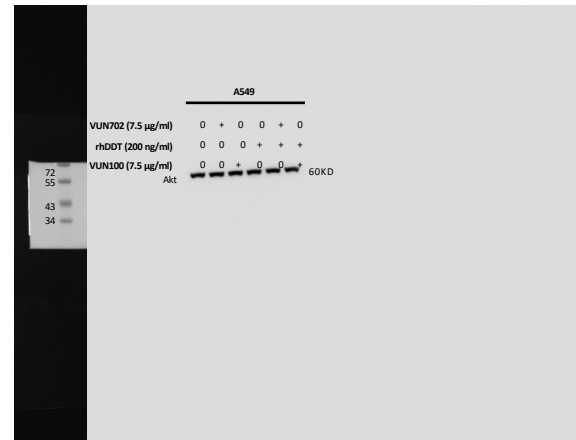 A549
VUN702 (7.5 µg/ml) 0 + 0 0 + 0
rhDDT (200 ng/ml) 0 0 0 + + +
VUN100 (7.5 µg/ml) 0 0 + 0 0 +
Akt 60KD
72
55
43
34